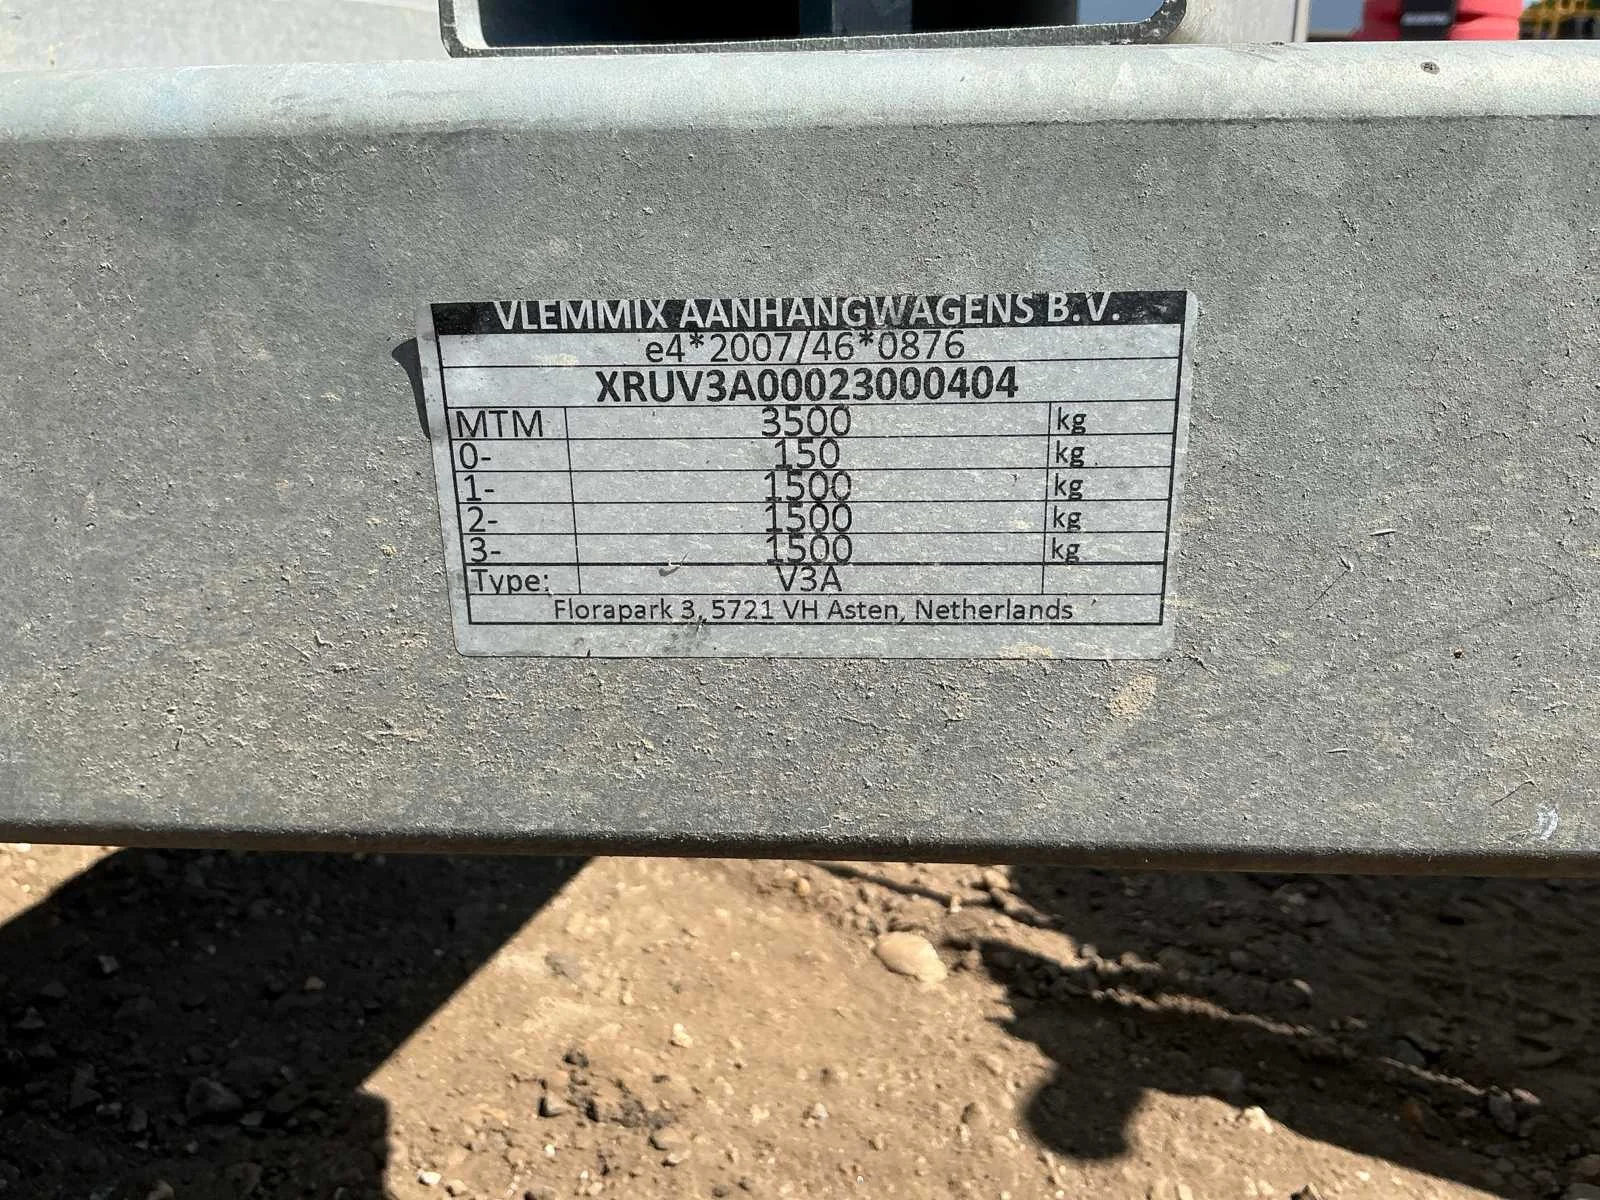 VLEMMIX AANHANGWAGENS B.V.
e4*2007/46*0876
XRUV3A00023000404
MTM 3500 kg
0- 150 kg
1- 1500 kg
2- 1500 kg
3- 1500 kg
Type: V3A
Florapark 3, 5721 VH Asten, Netherlands